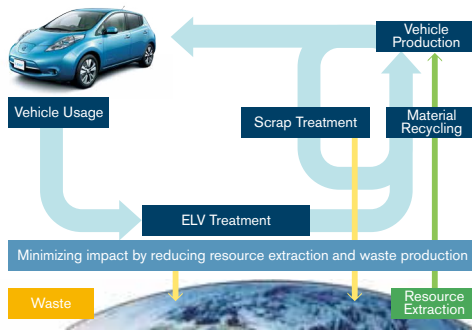 Vehicle
Production
Vehicle Usage
Scrap Treatment
Material
Recycling
ELV Treatment
Minimizing impact by reducing resource extraction and waste production
Waste
Resource
Extraction